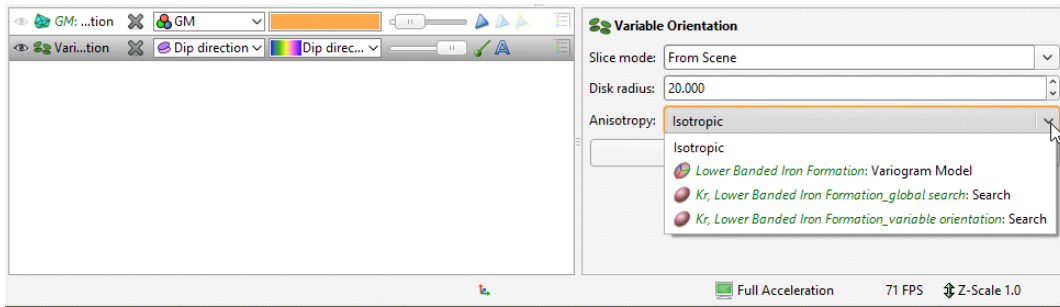 GM: ...tion
GM
Vari...tion
Dip direction
Dip direc...
Variable Orientation
Slice mode: From Scene
Disk radius: 20.000
Anisotropy: Isotropic
Isotropic
Lower Banded Iron Formation: Variogram Model
Kr, Lower Banded Iron Formation_global search: Search
Kr, Lower Banded Iron Formation_variable orientation: Search
Full Acceleration
71 FPS
Z-Scale 1.0